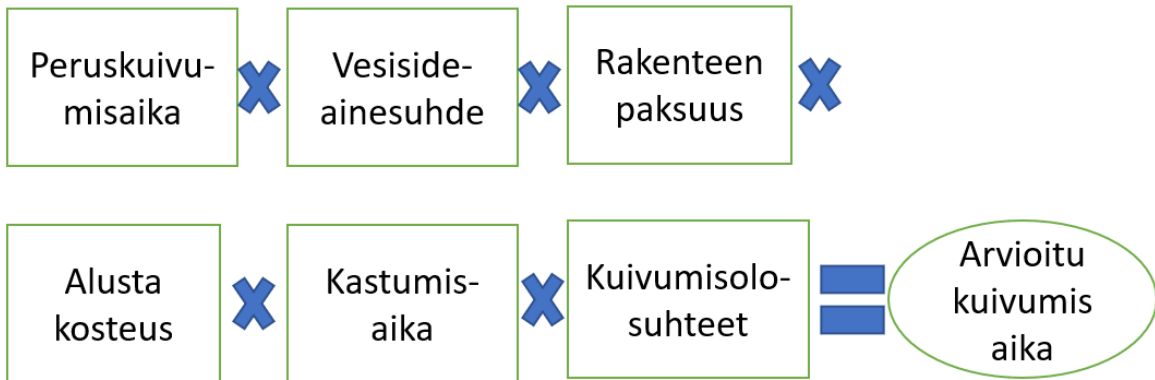 Peruskuivu-
misaika
Vesiside-
ainesuhde
Rakenteen
paksuus
Alusta
kosteus
Kastumis-
aika
Kuivumisolo-
suhteet
Arvioitu
kuivumis
aika